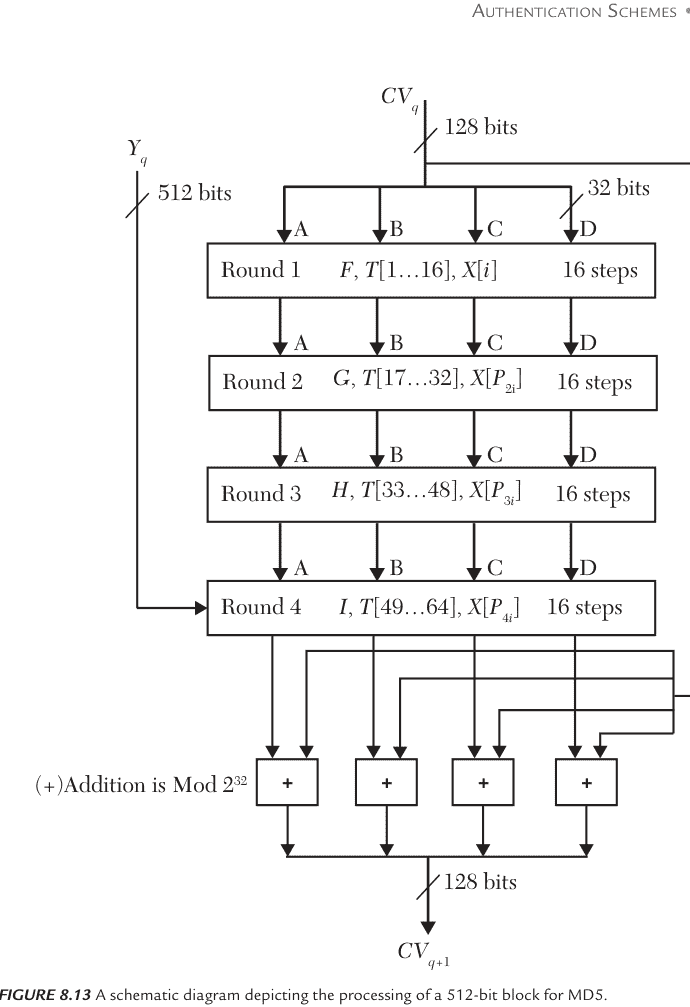 AUTHENTICATION SCHEMES •
CV_q
128 bits
Y_q
512 bits
32 bits
A B C D
Round 1 F, T[1…16], X[i] 16 steps
A B C D
Round 2 G, T[17…32], X[P_2i] 16 steps
A B C D
Round 3 H, T[33…48], X[P_3i] 16 steps
A B C D
Round 4 I, T[49…64], X[P_4i] 16 steps
(+)Addition is Mod 2^32 + + + +
128 bits
CV_q+1
FIGURE 8.13 A schematic diagram depicting the processing of a 512-bit block for MD5.